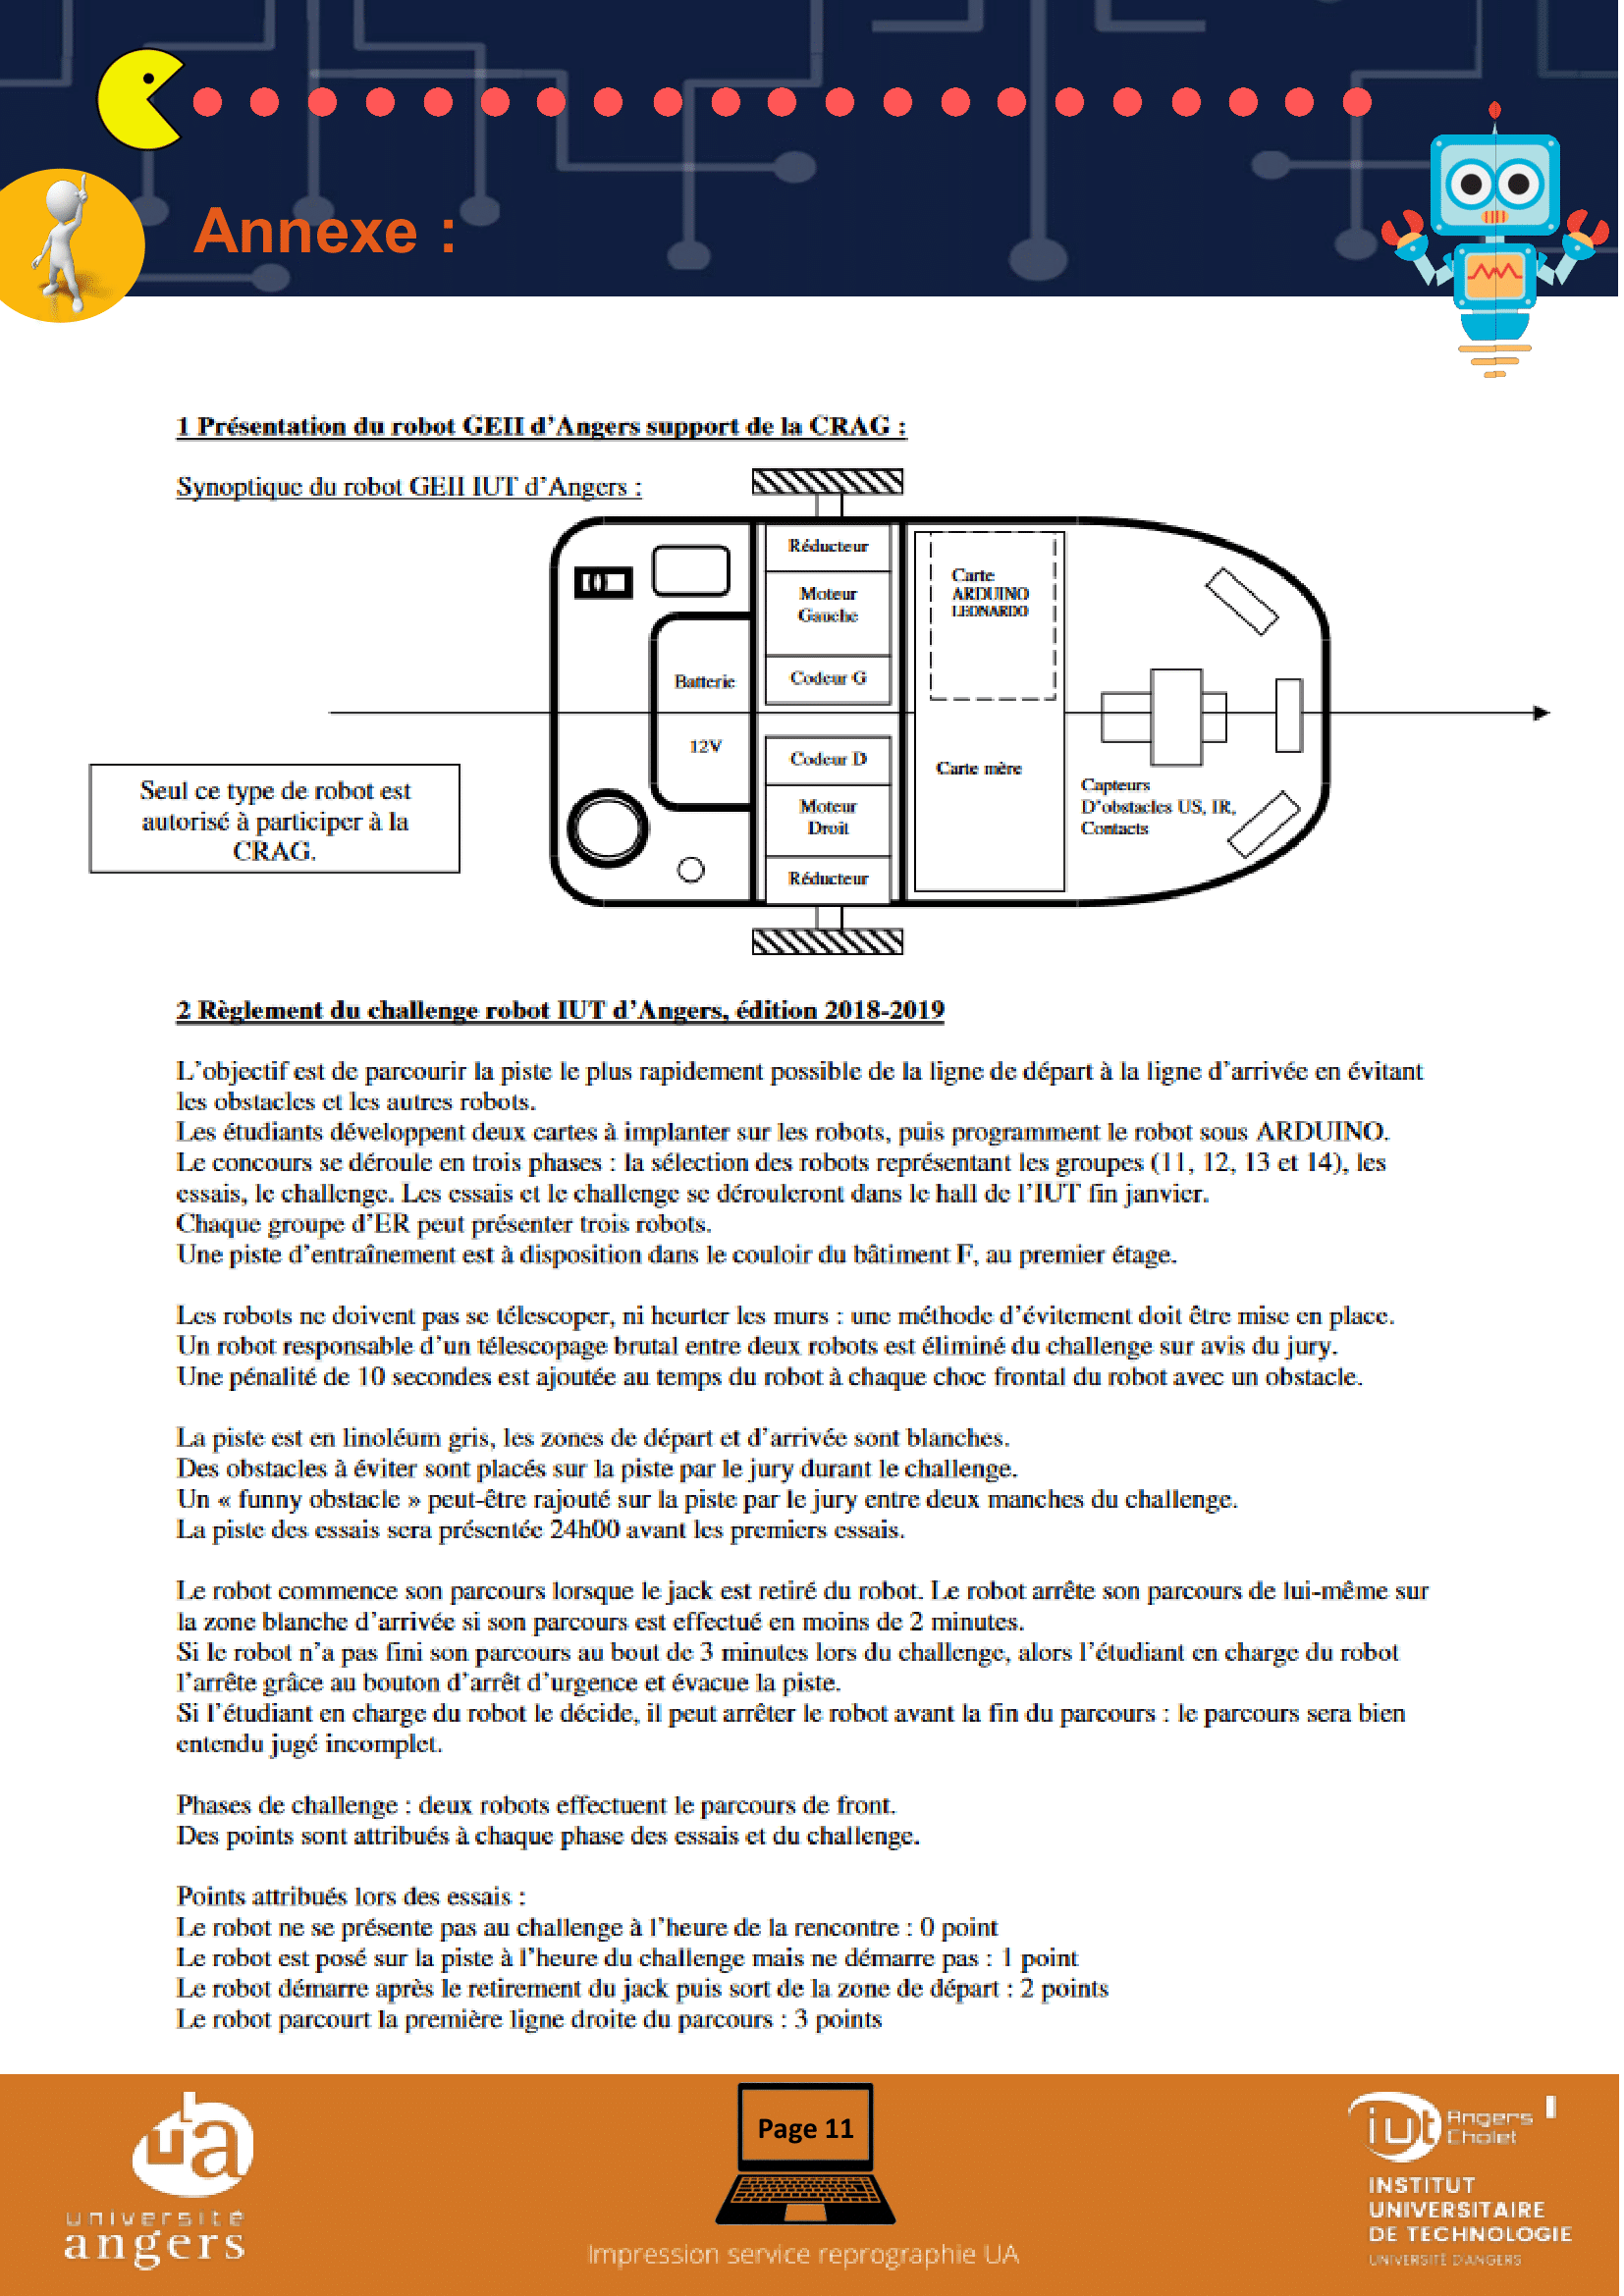 Annexe :
1 Présentation du robot GEII d'Angers support de la CRAG :
Synoptique du robot GEII IUT d'Angers :
Réducteur
Moteur
Gauche
Codeur G
Carte
ARDUINO
LEONARDO
Batterie
12V
Codeur D
Moteur
Droit
Réducteur
Carte mère
Capteurs
D'obstacles US, IR,
Contacts
Seul ce type de robot est
autorisé à participer à la
CRAG.
2 Règlement du challenge robot IUT d'Angers, édition 2018-2019
L'objectif est de parcourir la piste le plus rapidement possible de la ligne de départ à la ligne d'arrivée en évitant
les obstacles et les autres robots.
Les étudiants développent deux cartes à implanter sur les robots, puis programment le robot sous ARDUINO.
Le concours se déroule en trois phases : la sélection des robots représentant les groupes (11, 12, 13 et 14), les
essais, le challenge. Les essais et le challenge se dérouleront dans le hall de l'IUT fin janvier.
Chaque groupe d'ER peut présenter trois robots.
Une piste d'entraînement est à disposition dans le couloir du bâtiment F, au premier étage.
Les robots ne doivent pas se télescoper, ni heurter les murs : une méthode d'évitement doit être mise en place.
Un robot responsable d'un télescopage brutal entre deux robots est éliminé du challenge sur avis du jury.
Une pénalité de 10 secondes est ajoutée au temps du robot à chaque choc frontal du robot avec un obstacle.
La piste est en linoléum gris, les zones de départ et d'arrivée sont blanches.
Des obstacles à éviter sont placés sur la piste par le jury durant le challenge.
Un « funny obstacle » peut-être rajouté sur la piste par le jury entre deux manches du challenge.
La piste des essais sera présentée 24h00 avant les premiers essais.
Le robot commence son parcours lorsque le jack est retiré du robot. Le robot arrête son parcours de lui-même sur
la zone blanche d'arrivée si son parcours est effectué en moins de 2 minutes.
Si le robot n'a pas fini son parcours au bout de 3 minutes lors du challenge, alors l'étudiant en charge du robot
l'arrête grâce au bouton d'arrêt d'urgence et évacue la piste.
Si l'étudiant en charge du robot le décide, il peut arrêter le robot avant la fin du parcours : le parcours sera bien
entendu jugé incomplet.
Phases de challenge : deux robots effectuent le parcours de front.
Des points sont attribués à chaque phase des essais et du challenge.
Points attribués lors des essais :
Le robot ne se présente pas au challenge à l'heure de la rencontre : 0 point
Le robot est posé sur la piste à l'heure du challenge mais ne démarre pas : 1 point
Le robot démarre après le retirement du jack puis sort de la zone de départ : 2 points
Le robot parcourt la première ligne droite du parcours : 3 points
ua
université
angers
Page 11
Impression service reprographie UA
iut Angers
Cholet
INSTITUT
UNIVERSITAIRE
DE TECHNOLOGIE
UNIVERSITÉ D'ANGERS